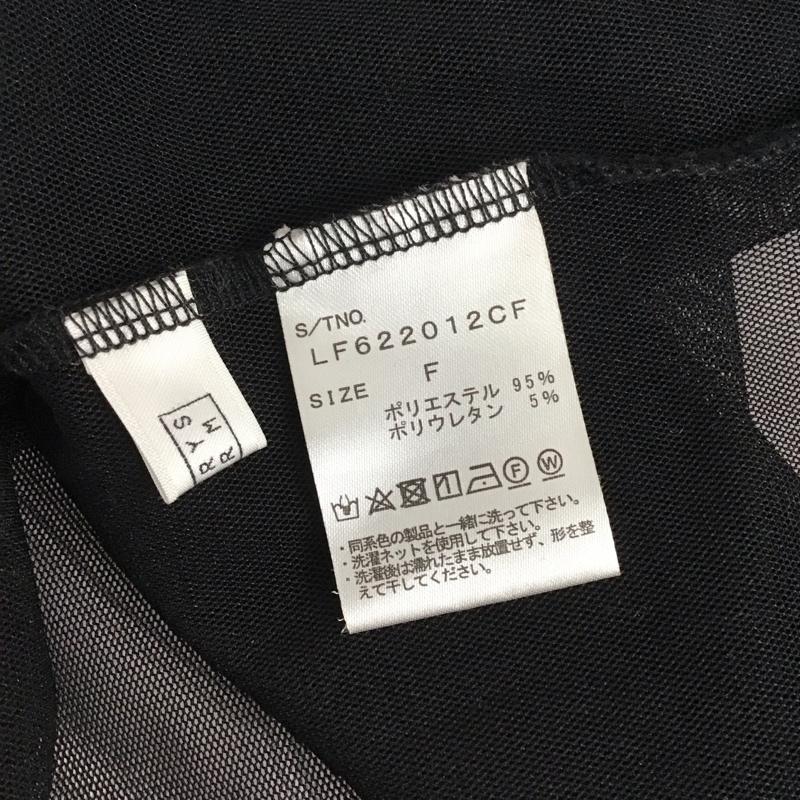 S/TNO.
LF622012CF
SIZE F
ポリエステル 95%
ポリウレタン 5%
F W
・同系色の製品と一緒に洗って下さい。
・洗濯ネットを使用して下さい。
・洗濯後は濡れたまま放置せず、形を整
えて干してください。